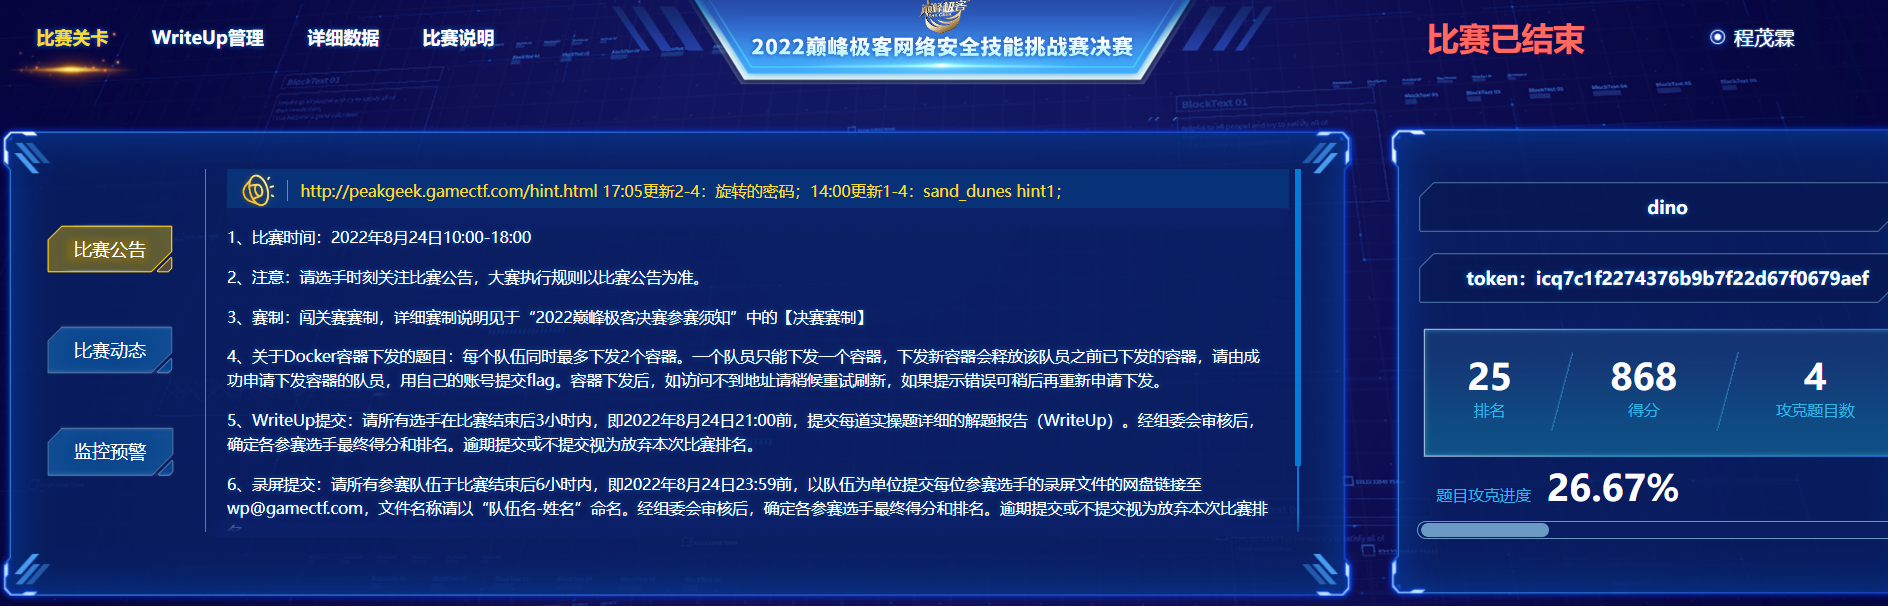 巅峰极客
比赛关卡 WriteUp管理 详细数据 比赛说明
2022巅峰极客网络安全技能挑战赛决赛
比赛已结束
程茂霖
BlockText 01
BlockText 01
http://peakgeek.gamectf.com/hint.html 17:05更新2-4：旋转的密码；14:00更新1-4：sand_dunes hint1；
比赛公告
比赛动态
监控预警
1、比赛时间：2022年8月24日10:00-18:00
2、注意：请选手时刻关注比赛公告，大赛执行规则以比赛公告为准。
3、赛制：闯关赛赛制，详细赛制说明见于“2022巅峰极客决赛参赛须知”中的【决赛赛制】
4、关于Docker容器下发的题目：每个队伍同时最多下发2个容器。一个队员只能下发一个容器，下发新容器会释放该队员之前已下发的容器，请由成
功申请下发容器的队员，用自己的账号提交flag。容器下发后，如访问不到地址请稍候重试刷新，如果提示错误可稍后再重新申请下发。
5、WriteUp提交：请所有选手在比赛结束后3小时内，即2022年8月24日21:00前，提交每道实操题详细的解题报告（WriteUp）。经组委会审核后，
确定各参赛选手最终得分和排名。逾期提交或不提交视为放弃本次比赛排名。
6、录屏提交：请所有参赛队伍于比赛结束后6小时内，即2022年8月24日23:59前，以队伍为单位提交每位参赛选手的录屏文件的网盘链接至
wp@gamectf.com，文件名称请以“队伍名-姓名”命名。经组委会审核后，确定各参赛选手最终得分和排名。逾期提交或不提交视为放弃本次比赛排
dino
token：icq7c1f2274376b9b7f22d67f0679aef
25 868 4
排名 得分 攻克题目数
题目攻克进度 26.67%